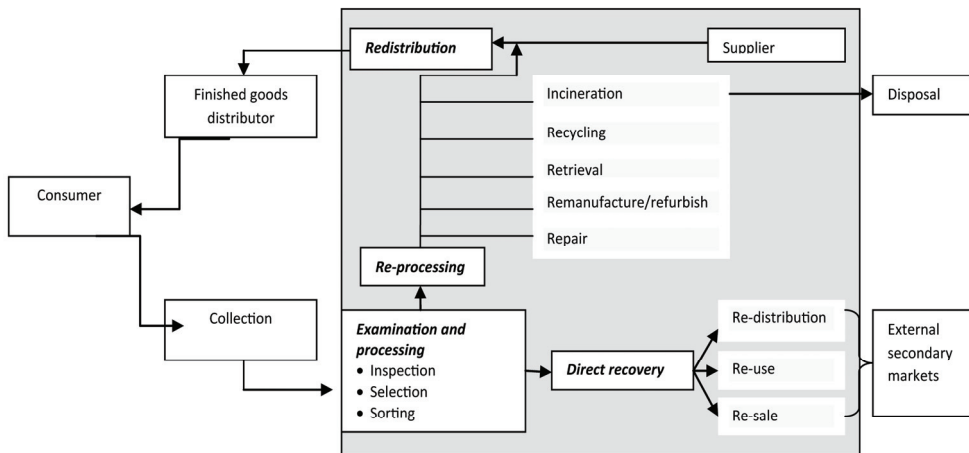 Redistribution
Supplier
Finished goods
distributor
Incineration
Disposal
Recycling
Retrieval
Consumer
Remanufacture/refurbish
Repair
Re-processing
Collection
Examination and
processing
• Inspection
• Selection
• Sorting
Direct recovery
Re-distribution
Re-use
Re-sale
External
secondary
markets